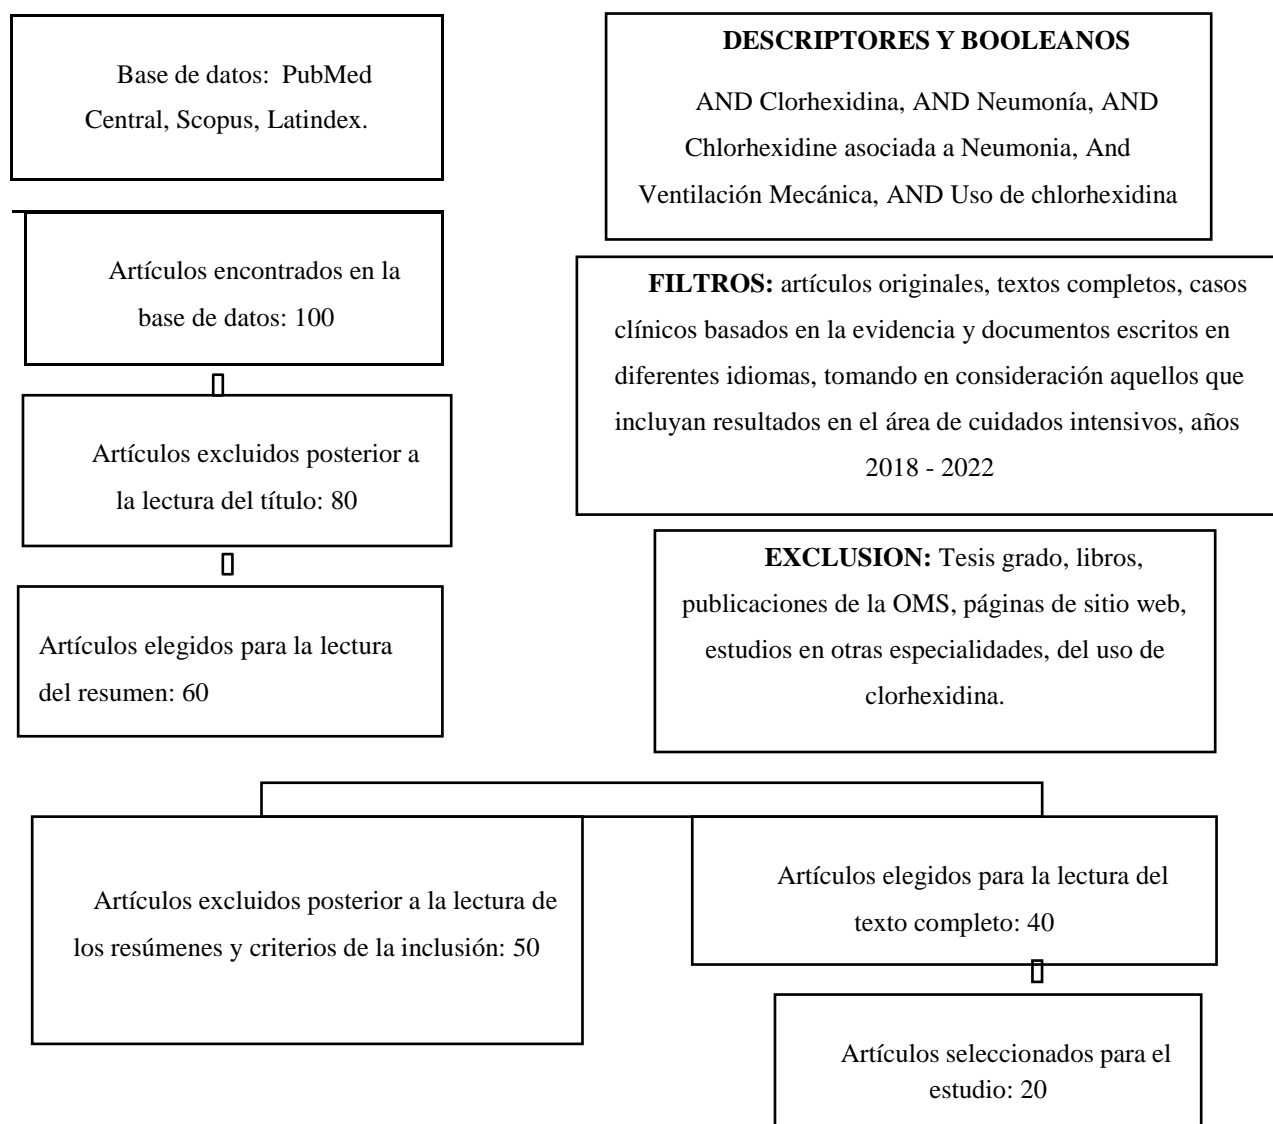 Base de datos: PubMed
Central, Scopus, Latindex.
Artículos encontrados en la
base de datos: 100
Artículos excluidos posterior a
la lectura del título: 80
Artículos elegidos para la lectura
del resumen: 60
DESCRIPTORES Y BOOLEANOS
AND Clorhexidina, AND Neumonía, AND
Chlorhexidine asociada a Neumonia, And
Ventilación Mecánica, AND Uso de chlorhexidina
FILTROS: artículos originales, textos completos, casos
clínicos basados en la evidencia y documentos escritos en
diferentes idiomas, tomando en consideración aquellos que
incluyan resultados en el área de cuidados intensivos, años
2018 - 2022
EXCLUSION: Tesis grado, libros,
publicaciones de la OMS, páginas de sitio web,
estudios en otras especialidades, del uso de
clorhexidina.
Artículos excluidos posterior a la lectura de
los resúmenes y criterios de la inclusión: 50
Artículos elegidos para la lectura del
texto completo: 40
Artículos seleccionados para el
estudio: 20